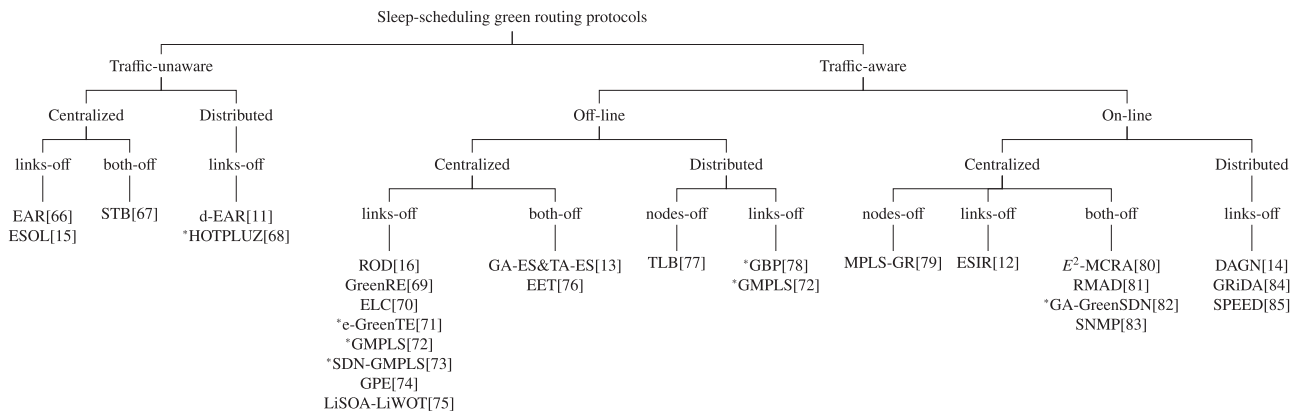 Sleep-scheduling green routing protocols
Traffic-unaware
Traffic-aware
Centralized
Distributed
Off-line
On-line
links-off
both-off
links-off
Centralized
Distributed
Centralized
Distributed
EAR[66]
ESOL[15]
STB[67]
d-EAR[11]
*HOTPLUZ[68]
links-off
both-off
nodes-off
links-off
nodes-off
links-off
both-off
links-off
ROD[16]
GreenRE[69]
ELC[70]
*e-GreenTE[71]
*GMPLS[72]
*SDN-GMPLS[73]
GPE[74]
LiSOA-LiWOT[75]
GA-ES&TA-ES[13]
EET[76]
TLB[77]
*GBP[78]
*GMPLS[72]
MPLS-GR[79]
ESIR[12]
E²-MCRA[80]
RMAD[81]
*GA-GreenSDN[82]
SNMP[83]
DAGN[14]
GRiDA[84]
SPEED[85]